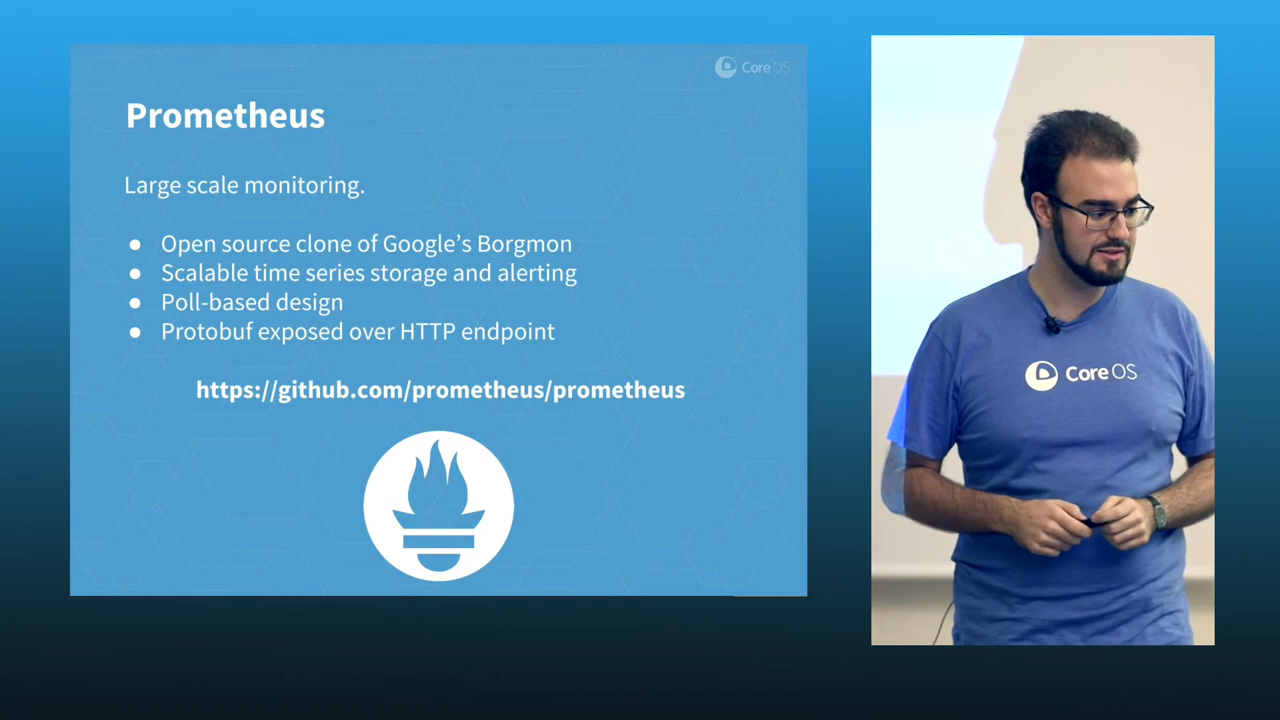 CoreOS
Prometheus
Large scale monitoring.
● Open source clone of Google's Borgmon
● Scalable time series storage and alerting
● Poll-based design
● Protobuf exposed over HTTP endpoint
https://github.com/prometheus/prometheus
CoreOS